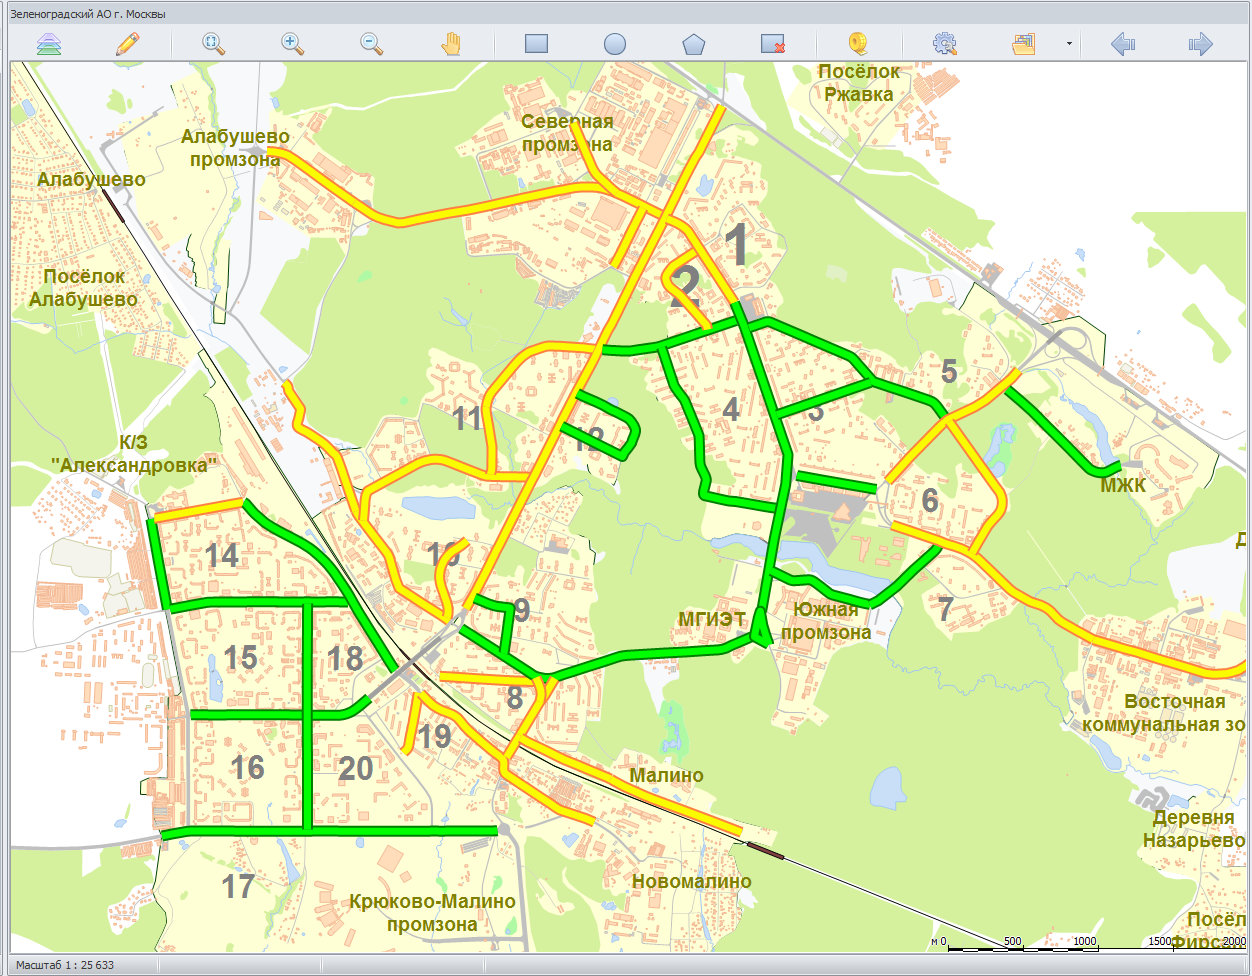 Зеленоградский АО г. Москвы
Посёлок
Ржавка
Северная
промзона
Алабушево
промзона
Алабушево
1
2
Посёлок
Алабушево
5
4
3
11
12
К/З
"Александровка"
МЖК
6
14
10
9
7
МГИЭТ
Южная
промзона
15
18
8
Восточная
коммунальная зо
19
16
20
Малино
Деревня
Назарьево
17
Новомалино
Крюково-Малино
промзона
Посёл
Фирсан
м 0
500
1000
1500
2000
Масштаб 1 : 25 633